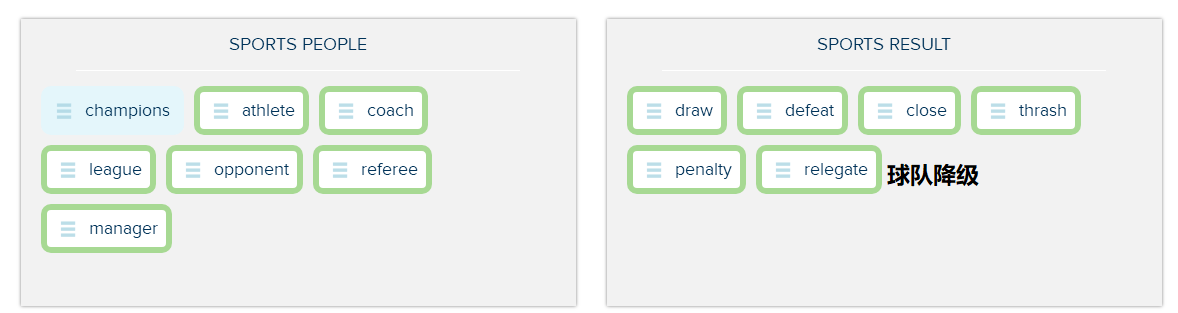 SPORTS PEOPLE
champions athlete coach
league opponent referee
manager
SPORTS RESULT
draw defeat close thrash
penalty relegate 球队降级